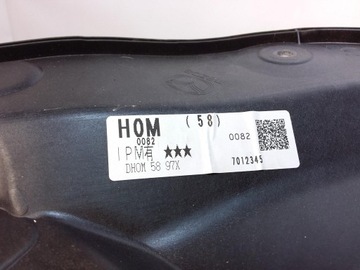 HOM (58)
0082 0082
IPM有 ★★★
7012345
DHOM 58 97X